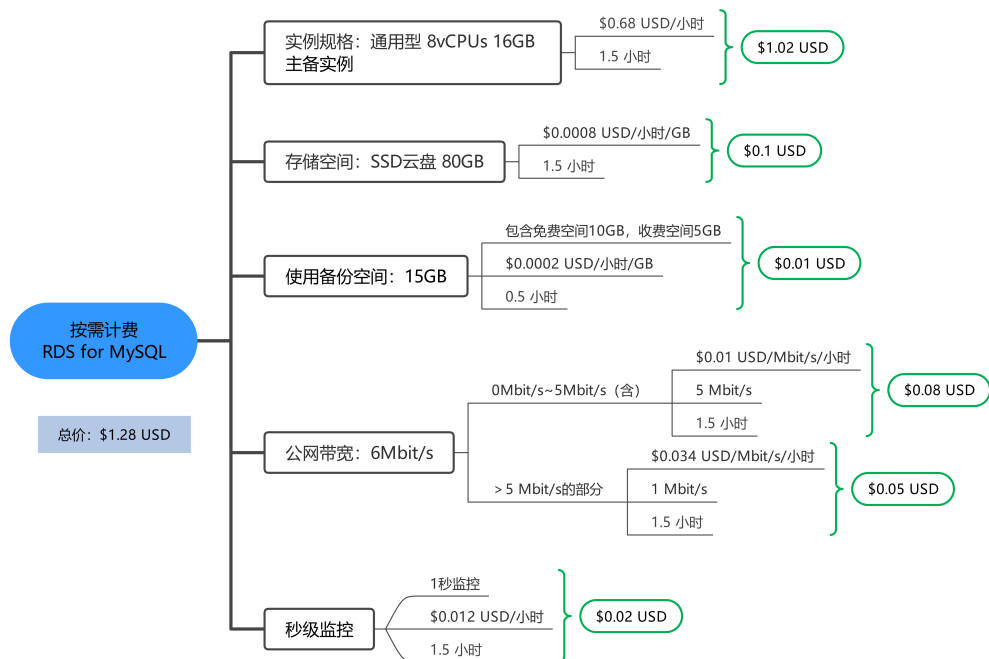 按需计费
RDS for MySQL
总价：$1.28 USD
实例规格：通用型 8vCPUs 16GB
主备实例
$0.68 USD/小时
1.5 小时
$1.02 USD
存储空间：SSD云盘 80GB
$0.0008 USD/小时/GB
1.5 小时
$0.1 USD
使用备份空间：15GB
包含免费空间10GB，收费空间5GB
$0.0002 USD/小时/GB
0.5 小时
$0.01 USD
公网带宽：6Mbit/s
0Mbit/s~5Mbit/s（含）
$0.01 USD/Mbit/s/小时
5 Mbit/s
1.5 小时
$0.08 USD
＞5 Mbit/s的部分
$0.034 USD/Mbit/s/小时
1 Mbit/s
1.5 小时
$0.05 USD
秒级监控
1秒监控
$0.012 USD/小时
1.5 小时
$0.02 USD